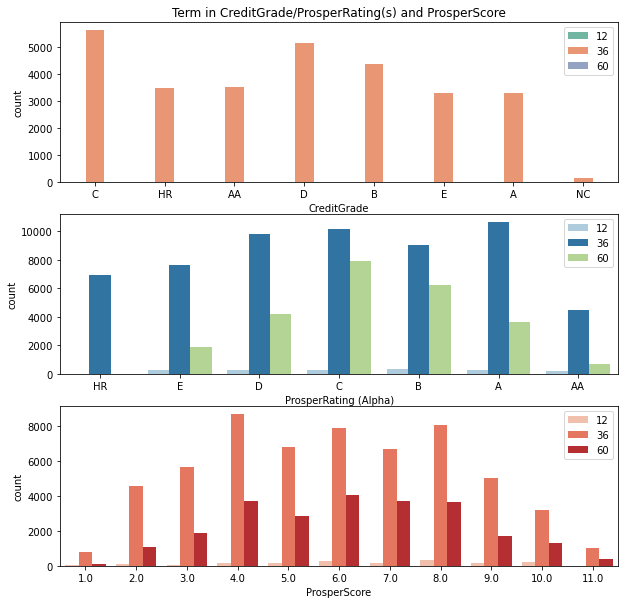 Term in CreditGrade/ProsperRating(s) and ProsperScore
count
5000
4000
3000
2000
1000
0
12
36
60
C HR AA D B E A NC
CreditGrade
count
10000
8000
6000
4000
2000
0
12
36
60
HR E D C B A AA
ProsperRating (Alpha)
count
8000
6000
4000
2000
0
12
36
60
1.0 2.0 3.0 4.0 5.0 6.0 7.0 8.0 9.0 10.0 11.0
ProsperScore